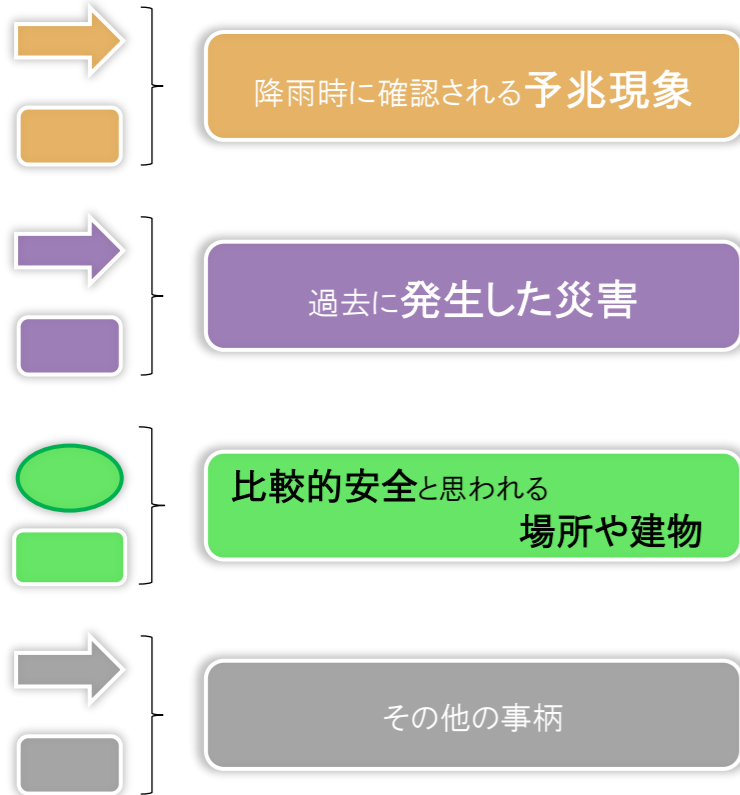 降雨時に確認される予兆現象
過去に発生した災害
比較的安全と思われる
場所や建物
その他の事柄